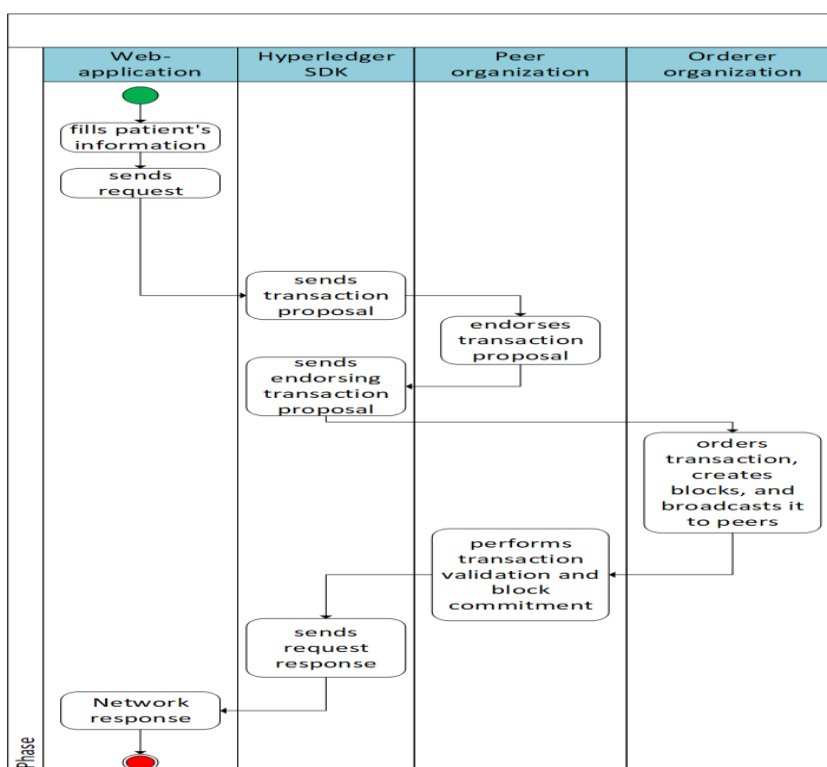 Web-
application
Hyperledger
SDK
Peer
organization
Orderer
organization
fills patient's
information
sends
request
sends
transaction
proposal
endorses
transaction
proposal
sends
endorsing
transaction
proposal
orders
transaction,
creates
blocks, and
broadcasts it
to peers
performs
transaction
validation and
block
commitment
sends
request
response
Network
response
Phase